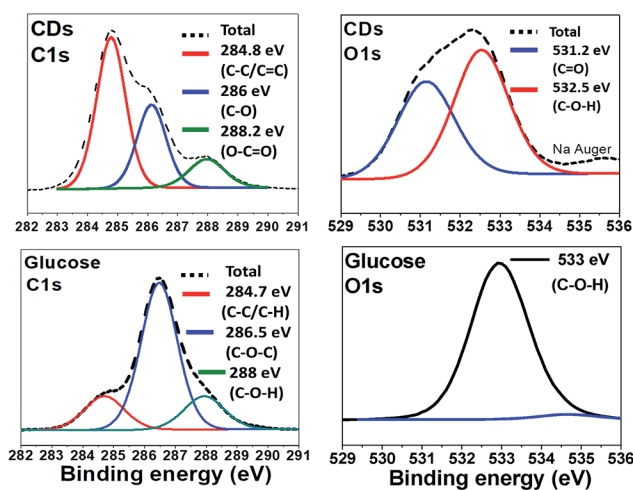 CDs
C1s
Total
284.8 eV
(C-C/C=C)
286 eV
(C-O)
288.2 eV
(O-C=O)
282 283 284 285 286 287 288 289 290 291
CDs
O1s
Total
531.2 eV
(C=O)
532.5 eV
(C-O-H)
Na Auger
529 530 531 532 533 534 535 536
Glucose
C1s
Total
284.7 eV
(C-C/C-H)
286.5 eV
(C-O-C)
288 eV
(C-O-H)
282 283 284 285 286 287 288 289 290 291
Binding energy (eV)
Glucose
O1s
533 eV
(C-O-H)
529 530 531 532 533 534 535 536
Binding energy (eV)